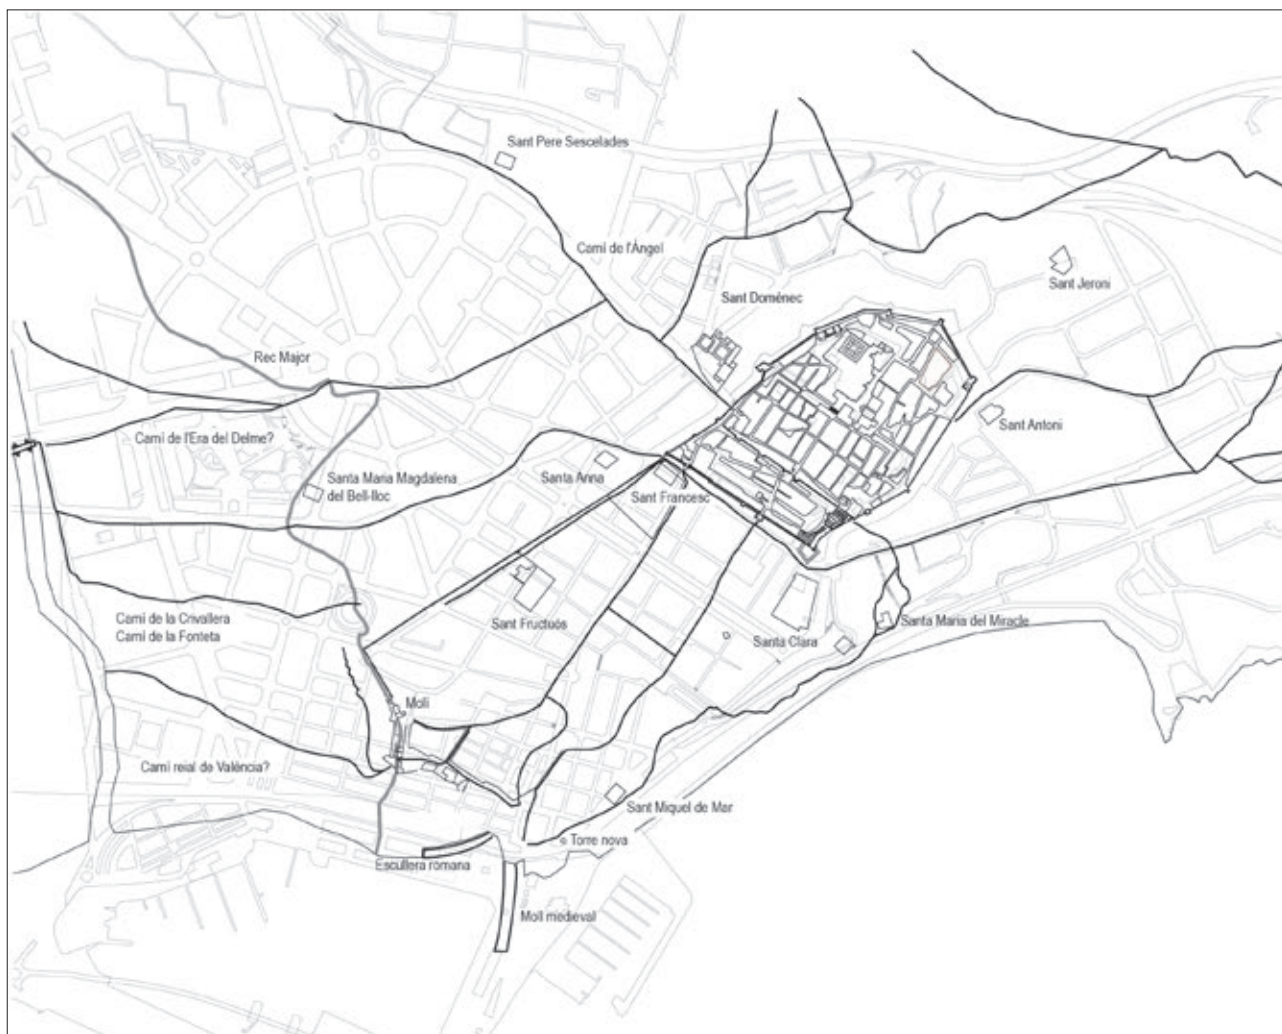 Sant Pere Sescelades
Camí de l'Àngel
Sant Jeroni
Sant Domènec
Rec Major
Sant Antoni
Camí de l'Era del Delme?
Santa Anna
Santa Maria Magdalena
del Bell-lloc
Sant Francesc
Camí de la Crivallera
Camí de la Fonteta
Sant Fructuós
Santa Maria del Miracle
Santa Clara
Molí
Camí reial de València?
Sant Miquel de Mar
Torre nova
Escullera romana
Moll medieval